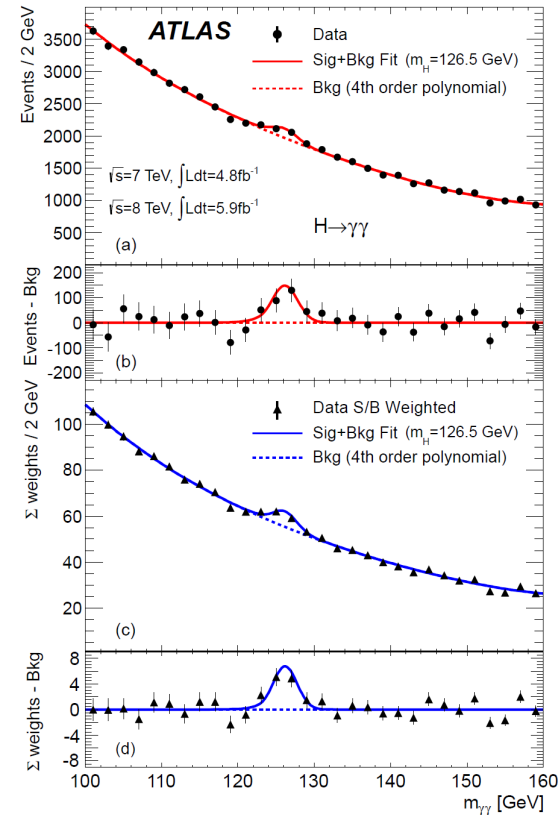 ATLAS
Data
Sig+Bkg Fit (m_H=126.5 GeV)
Bkg (4th order polynomial)
Events / 2 GeV
3500
3000
2500
2000
1500
1000
500
√s=7 TeV, ∫Ldt=4.8fb⁻¹
√s=8 TeV, ∫Ldt=5.9fb⁻¹
H→γγ
(a)
Events - Bkg
200
100
0
-100
-200
(b)
Σ weights / 2 GeV
100
80
60
40
20
Data S/B Weighted
Sig+Bkg Fit (m_H=126.5 GeV)
Bkg (4th order polynomial)
(c)
Σ weights - Bkg
8
4
0
-4
-8
(d)
100 110 120 130 140 150 160
m_γγ [GeV]